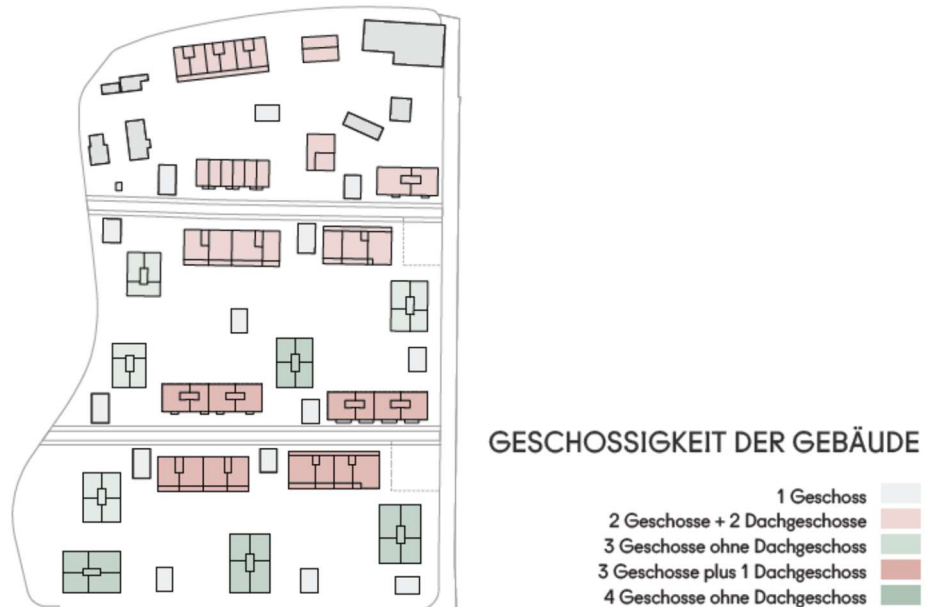 GESCHOSSIGKEIT DER GEBÄUDE
1 Geschoss
2 Geschosse + 2 Dachgeschosse
3 Geschosse ohne Dachgeschoss
3 Geschosse plus 1 Dachgeschoss
4 Geschosse ohne Dachgeschoss